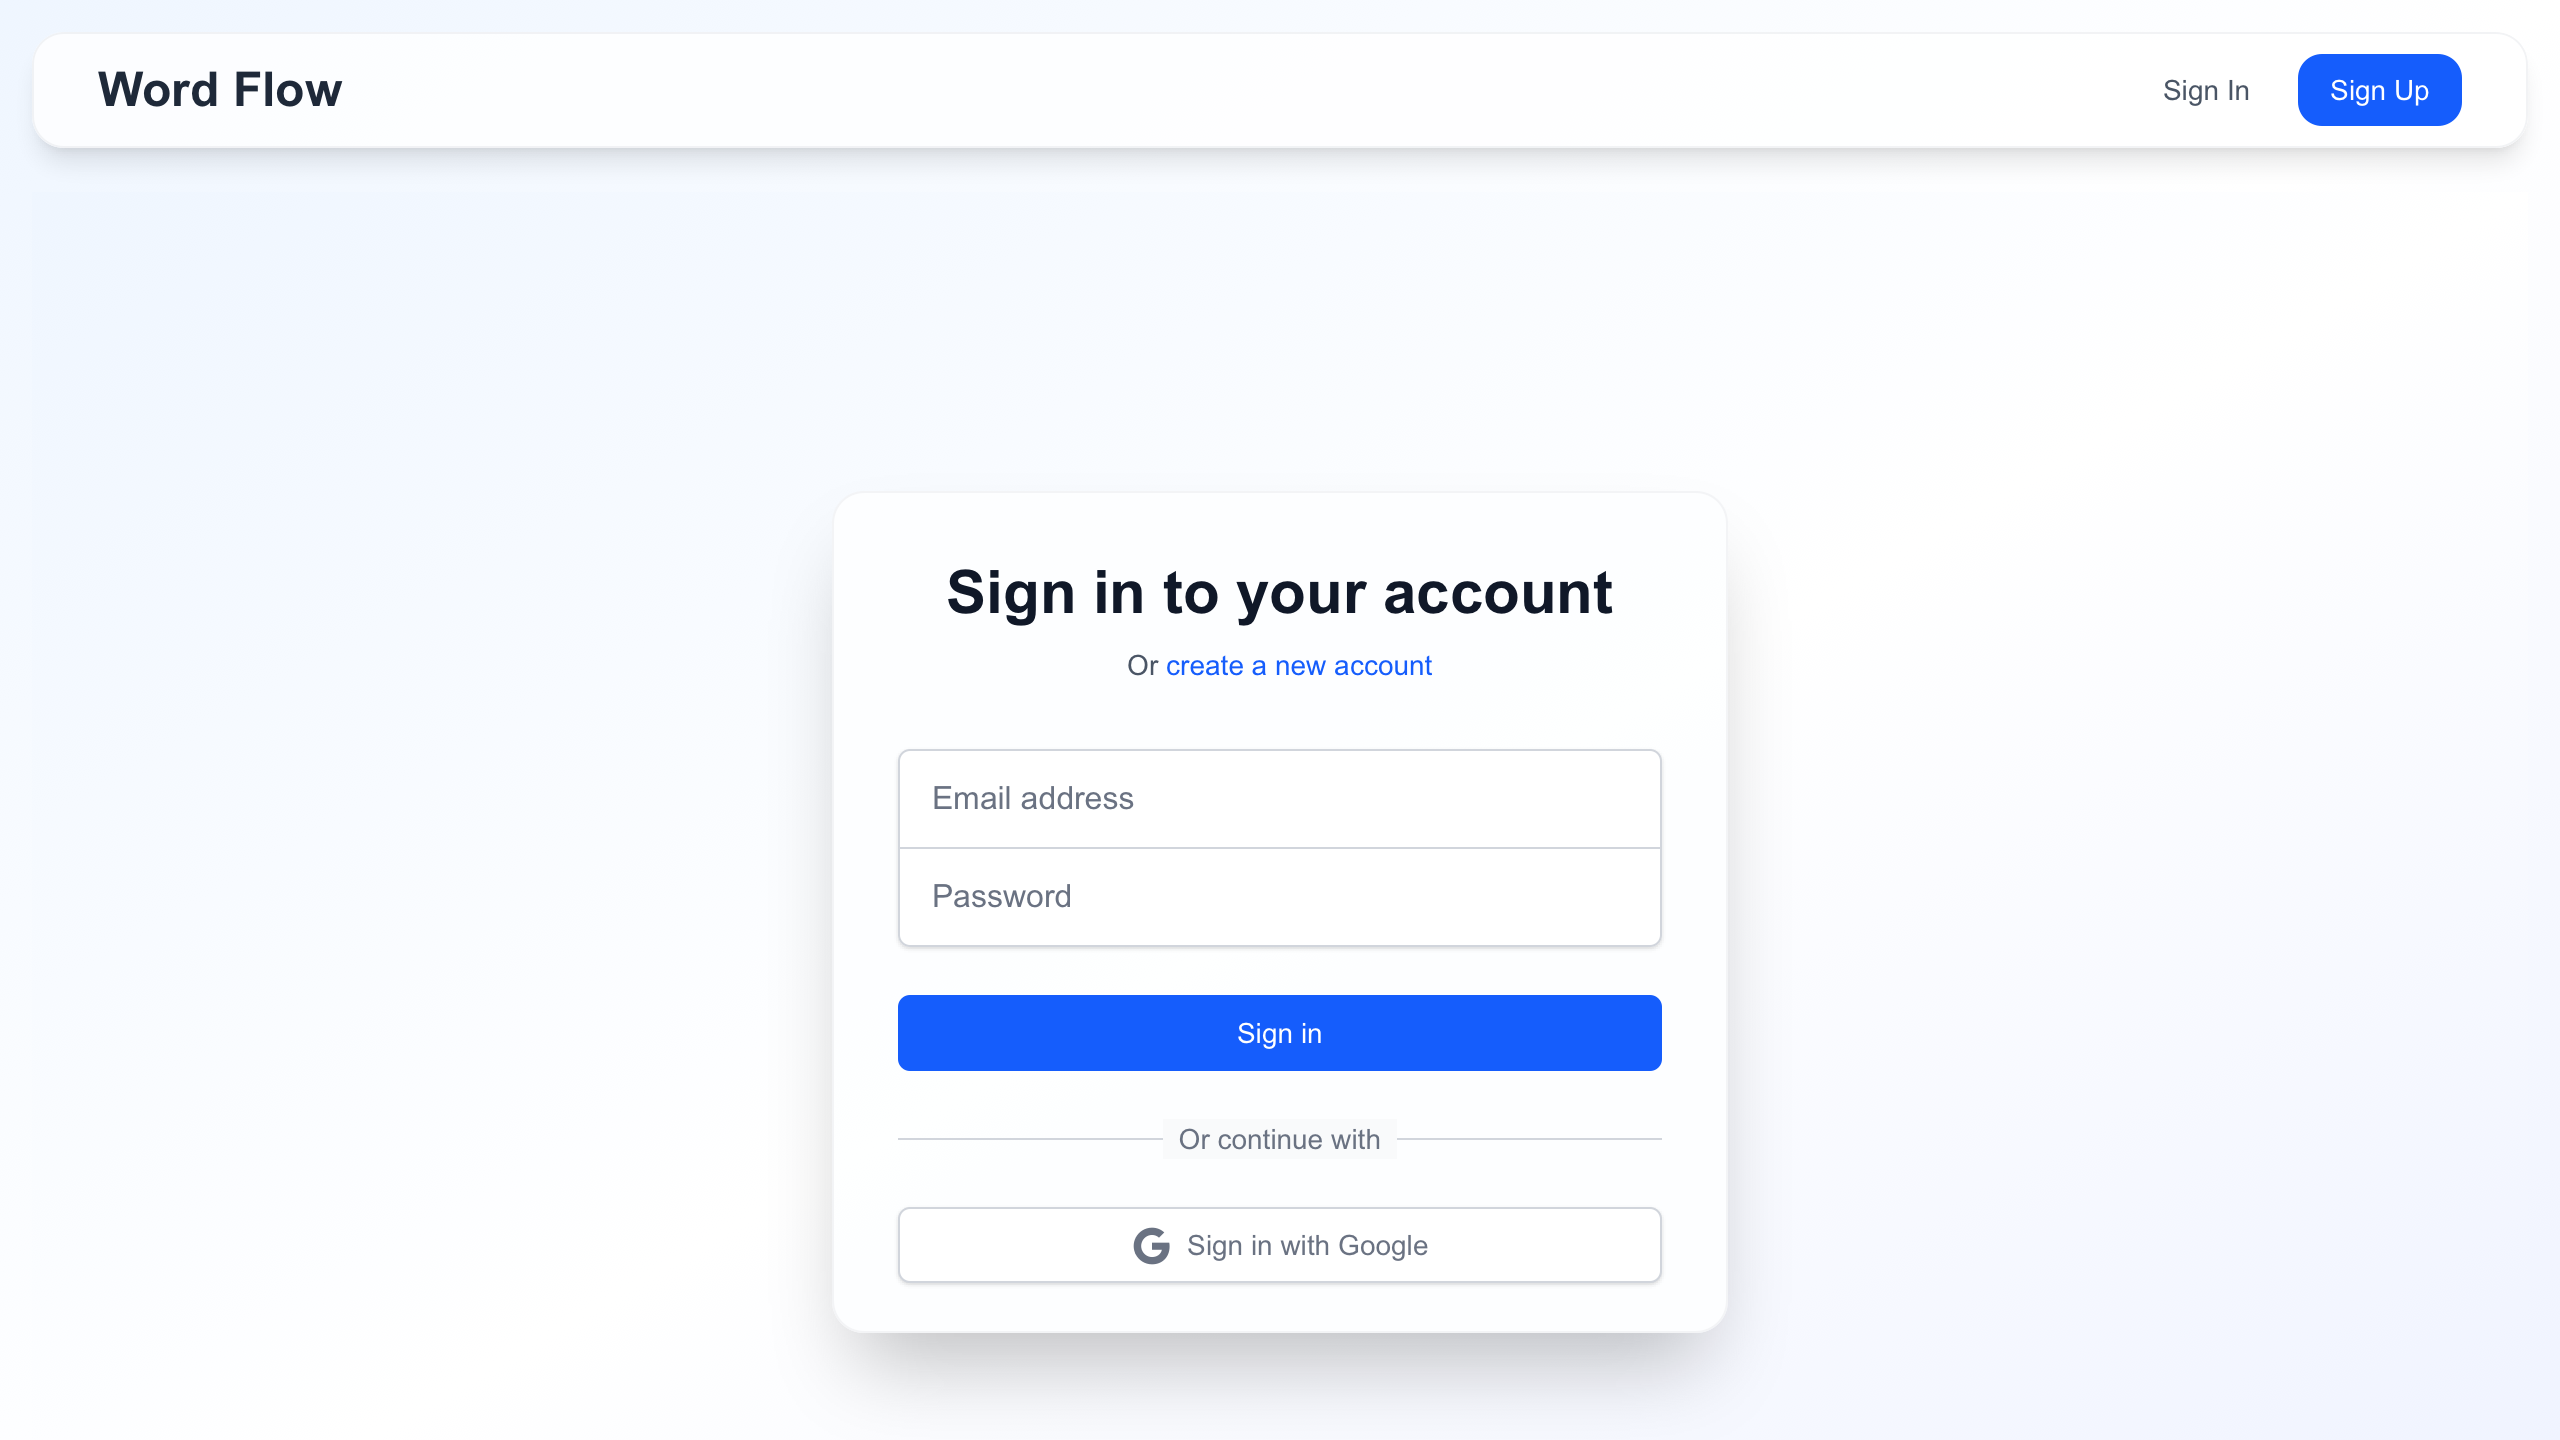 Word Flow
Sign In
Sign Up
Sign in to your account
Or create a new account
Email address
Password
Sign in
Or continue with
Sign in with Google